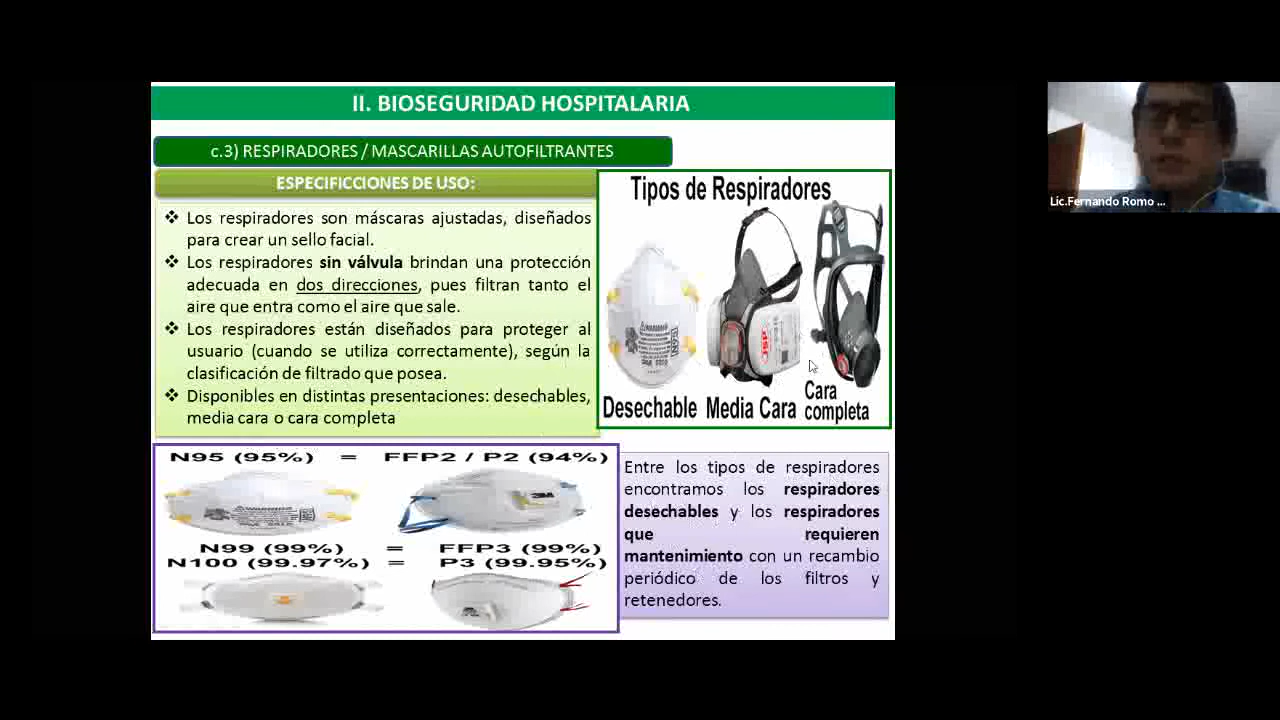 II. BIOSEGURIDAD HOSPITALARIA
c.3) RESPIRADORES / MASCARILLAS AUTOFILTRANTES
ESPECIFICCIONES DE USO:
❖ Los respiradores son máscaras ajustadas, diseñados
para crear un sello facial.
❖ Los respiradores sin válvula brindan una protección
adecuada en dos direcciones, pues filtran tanto el
aire que entra como el aire que sale.
❖ Los respiradores están diseñados para proteger al
usuario (cuando se utiliza correctamente), según la
clasificación de filtrado que posea.
❖ Disponibles en distintas presentaciones: desechables,
media cara o cara completa
Tipos de Respiradores
Desechable
Media Cara
Cara
completa
N95 (95%) = FFP2 / P2 (94%)
3M
N99 (99%) = FFP3 (99%)
N100 (99.97%) = P3 (99.95%)
Entre los tipos de respiradores
encontramos los respiradores
desechables y los respiradores
que requieren
mantenimiento con un recambio
periódico de los filtros y
retenedores.
Lic.Fernando Romo ...